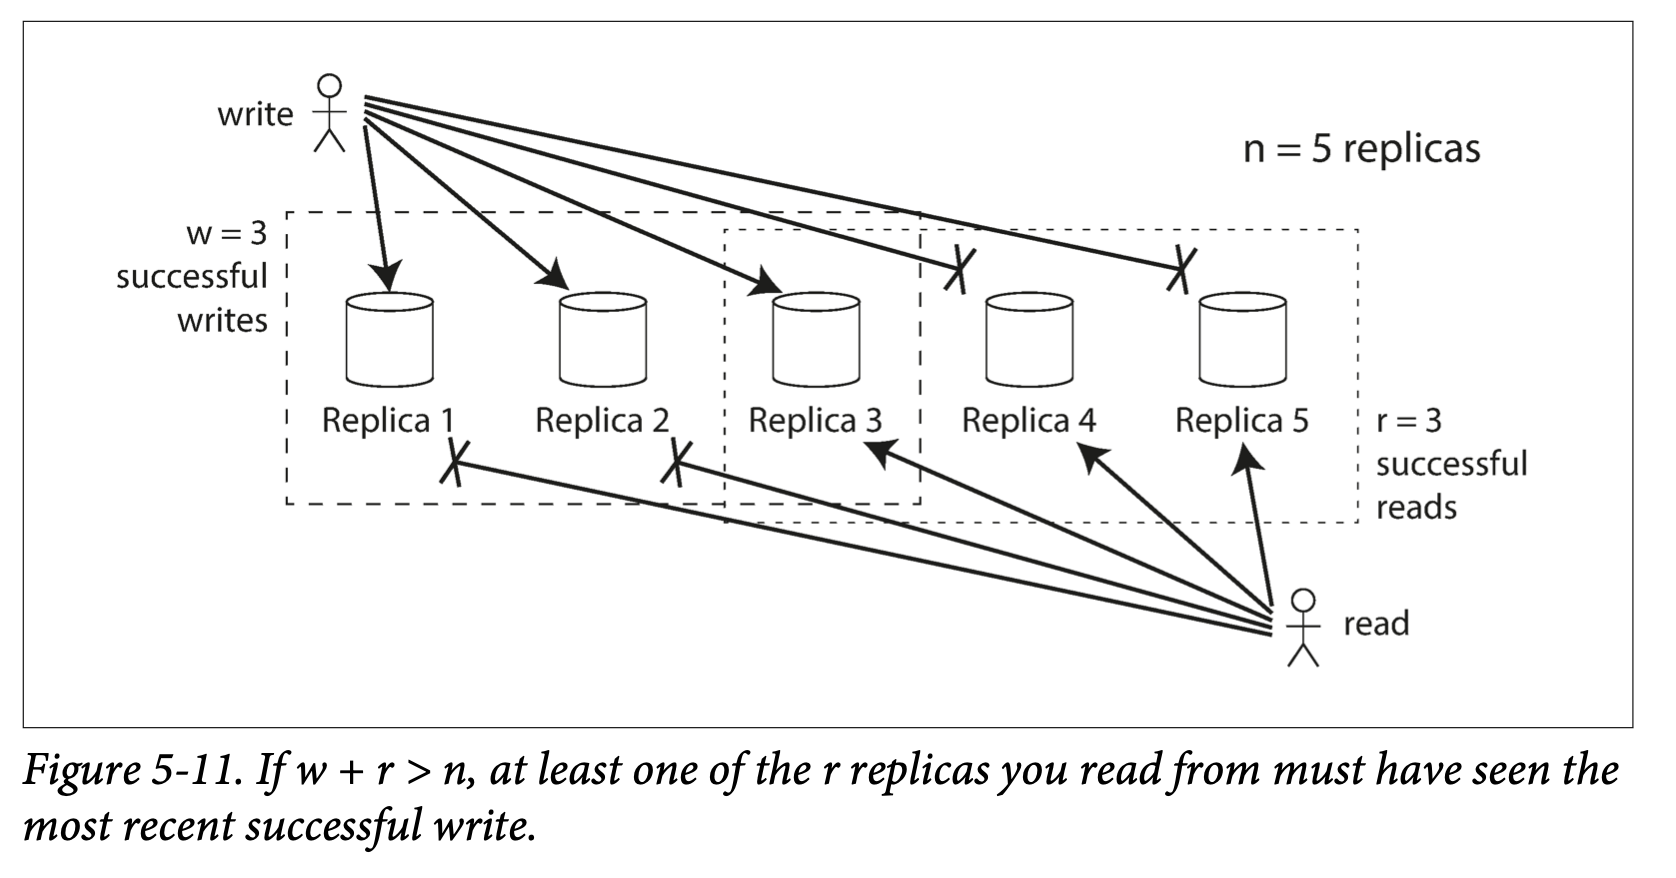 write
n = 5 replicas
w = 3
successful
writes
Replica 1
Replica 2
Replica 3
Replica 4
Replica 5
r = 3
successful
reads
read
Figure 5-11. If w + r > n, at least one of the r replicas you read from must have seen the
most recent successful write.